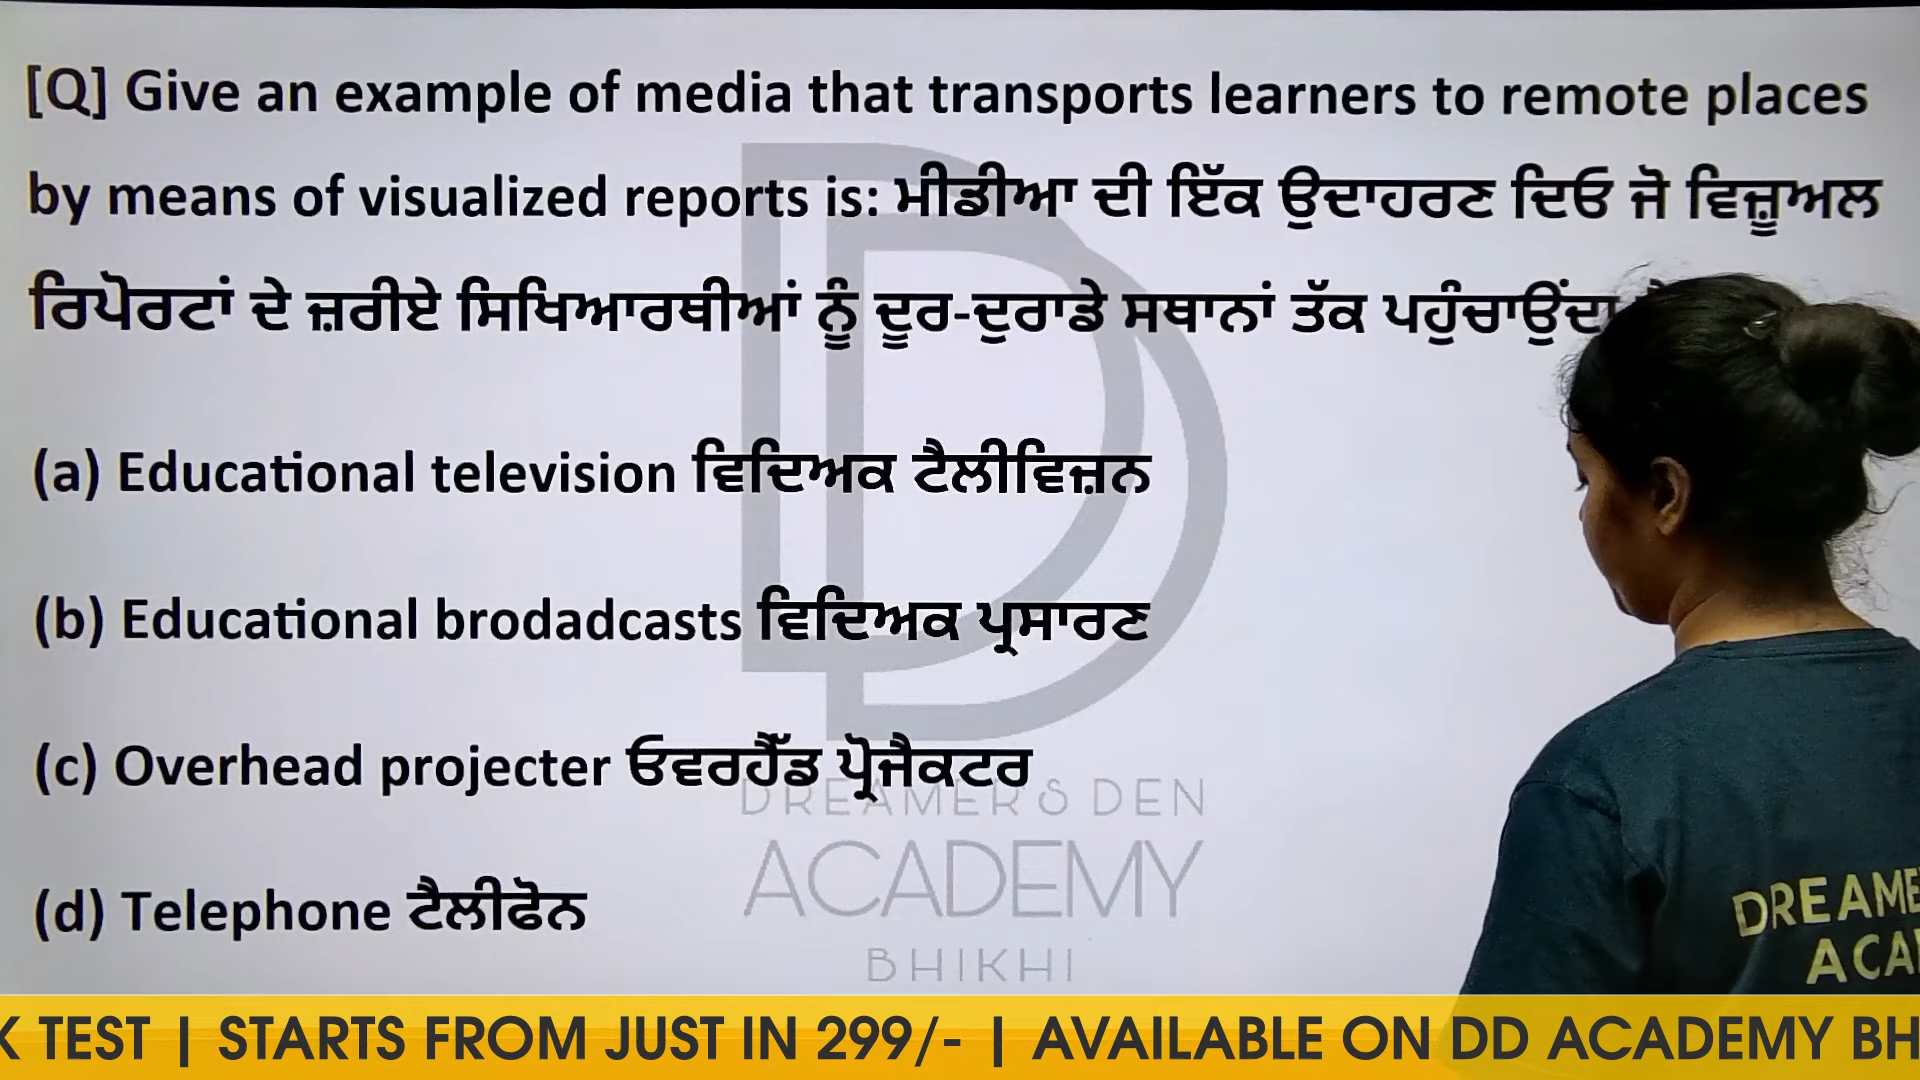 [Q] Give an example of media that transports learners to remote places
by means of visualized reports is: ਮੀਡੀਆ ਦੀ ਇੱਕ ਉਦਾਹਰਣ ਦਿਓ ਜੋ ਵਿਜ਼ੂਅਲ
ਰਿਪੋਰਟਾਂ ਦੇ ਜ਼ਰੀਏ ਸਿਖਿਆਰਥੀਆਂ ਨੂੰ ਦੂਰ-ਦੁਰਾਡੇ ਸਥਾਨਾਂ ਤੱਕ ਪਹੁੰਚਾਉਂਦਾ
(a) Educational television ਵਿਦਿਅਕ ਟੈਲੀਵਿਜ਼ਨ
(b) Educational brodadcasts ਵਿਦਿਅਕ ਪ੍ਰਸਾਰਣ
(c) Overhead projecter ਓਵਰਹੈੱਡ ਪ੍ਰੋਜੈਕਟਰ
DREAMER'S DEN
ACADEMY
(d) Telephone ਟੈਲੀਫੋਨ
BHIKHI
DREAME
ACA
K TEST | STARTS FROM JUST IN 299/- | AVAILABLE ON DD ACADEMY BH